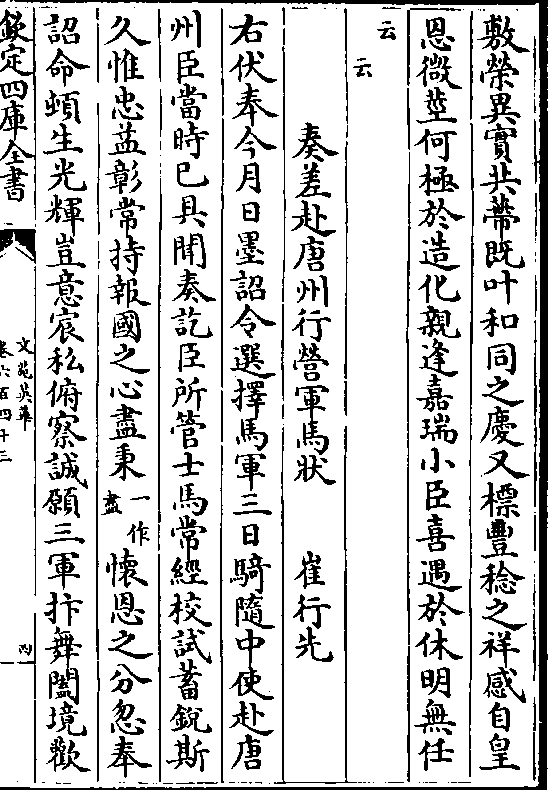 敷榮異實共蔕既叶和同之慶又標豐稔之祥感自皇
恩微莖何極於造化親逢嘉瑞小臣喜遇於休明無任
云云
奏差赴唐州行營軍馬狀 崔行先
右伏奉今月日墨詔令選擇馬軍三日騎隨中使赴唐
州臣當時已具聞奏訖臣所管士馬常經校試蓄銳斯
久惟忠葢彰常持報國之心盡秉一作盡懷恩之分忽奉
詔命頓生光輝豈意宸私俯察誠願三軍抃舞闔境歡
欽定四庫全書
文苑英華
卷六百四十三
四